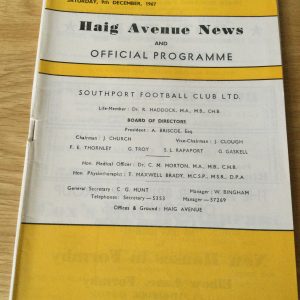 SATURDAY, 9th DECEMBER, 1967
Haig Avenue News
AND
OFFICIAL PROGRAMME
SOUTHPORT FOOTBALL CLUB LTD.
Life-Member: Dr. R. HADDOCK, M.A., M.B., CH.B.
BOARD OF DIRECTORS
President: A. BRISCOE, Esq.
Chairman: J. CHURCH Vice-Chairman: J. CLOUGH
E. E. THORNLEY G. TROY S. L. RAPAPORT G. GASKELL
Hon. Medical Officer: Dr. C. M. MORTON, M.A., M.B., CH.B.
Hon. Physiotherapist: T. MAXWELL BRADY, M.C.S.P., M.S.R., D.P.A.
General Secretary: C. G. HUNT Manager: W. BINGHAM
Telephones: Secretary—5353 Manager—57269
Offices & Ground: HAIG AVENUE